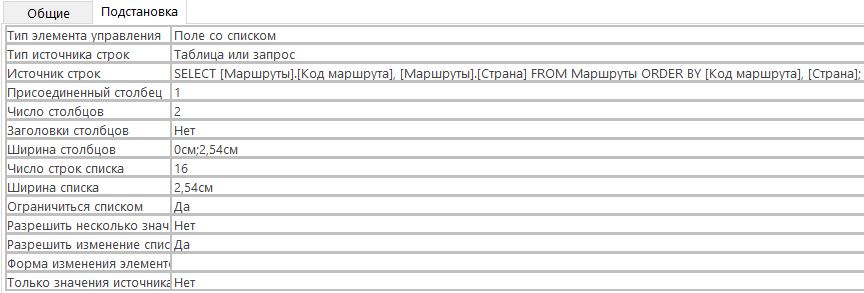 Общие Подстановка
Тип элемента управления Поле со списком
Тип источника строк Таблица или запрос
Источник строк SELECT [Маршруты].[Код маршрута], [Маршруты].[Страна] FROM Маршруты ORDER BY [Код маршрута], [Страна];
Присоединенный столбец 1
Число столбцов 2
Заголовки столбцов Нет
Ширина столбцов 0см;2,54см
Число строк списка 16
Ширина списка 2,54см
Ограничиться списком Да
Разрешить несколько знач Нет
Разрешить изменение спис Да
Форма изменения элементо
Только значения источника Нет